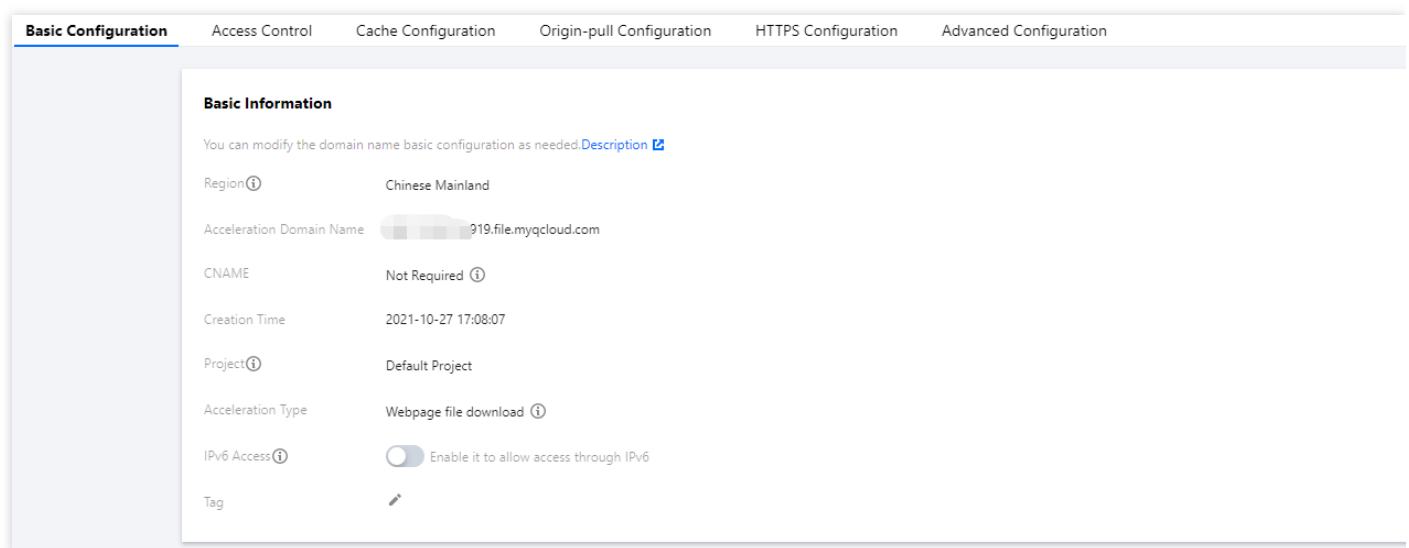 Basic Configuration Access Control Cache Configuration Origin-pull Configuration HTTPS Configuration Advanced Configuration
Basic Information
You can modify the domain name basic configuration as needed.Description
Region Chinese Mainland
Acceleration Domain Name 919.file.myqcloud.com
CNAME Not Required
Creation Time 2021-10-27 17:08:07
Project Default Project
Acceleration Type Webpage file download
IPv6 Access Enable it to allow access through IPv6
Tag